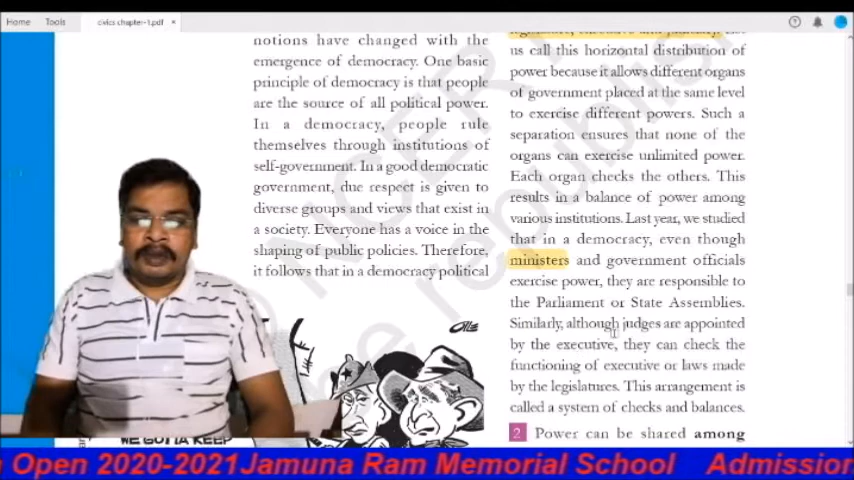 Home Tools civics chapter-1.pdf ×
notions have changed with the
emergence of democracy. One basic
principle of democracy is that people
are the source of all political power.
In a democracy, people rule
themselves through institutions of
self-government. In a good democratic
government, due respect is given to
diverse groups and views that exist in
a society. Everyone has a voice in the
shaping of public policies. Therefore,
it follows that in a democracy political
us call this horizontal distribution of
power because it allows different organs
of government placed at the same level
to exercise different powers. Such a
separation ensures that none of the
organs can exercise unlimited power.
Each organ checks the others. This
results in a balance of power among
various institutions. Last year, we studied
that in a democracy, even though
ministers and government officials
exercise power, they are responsible to
the Parliament or State Assemblies.
Similarly, although judges are appointed
by the executive, they can check the
functioning of executive or laws made
by the legislatures. This arrangement is
called a system of checks and balances.
2 Power can be shared among
WE GOTTA KEEP
OLLE
n Open 2020-2021 Jamuna Ram Memorial School Admission